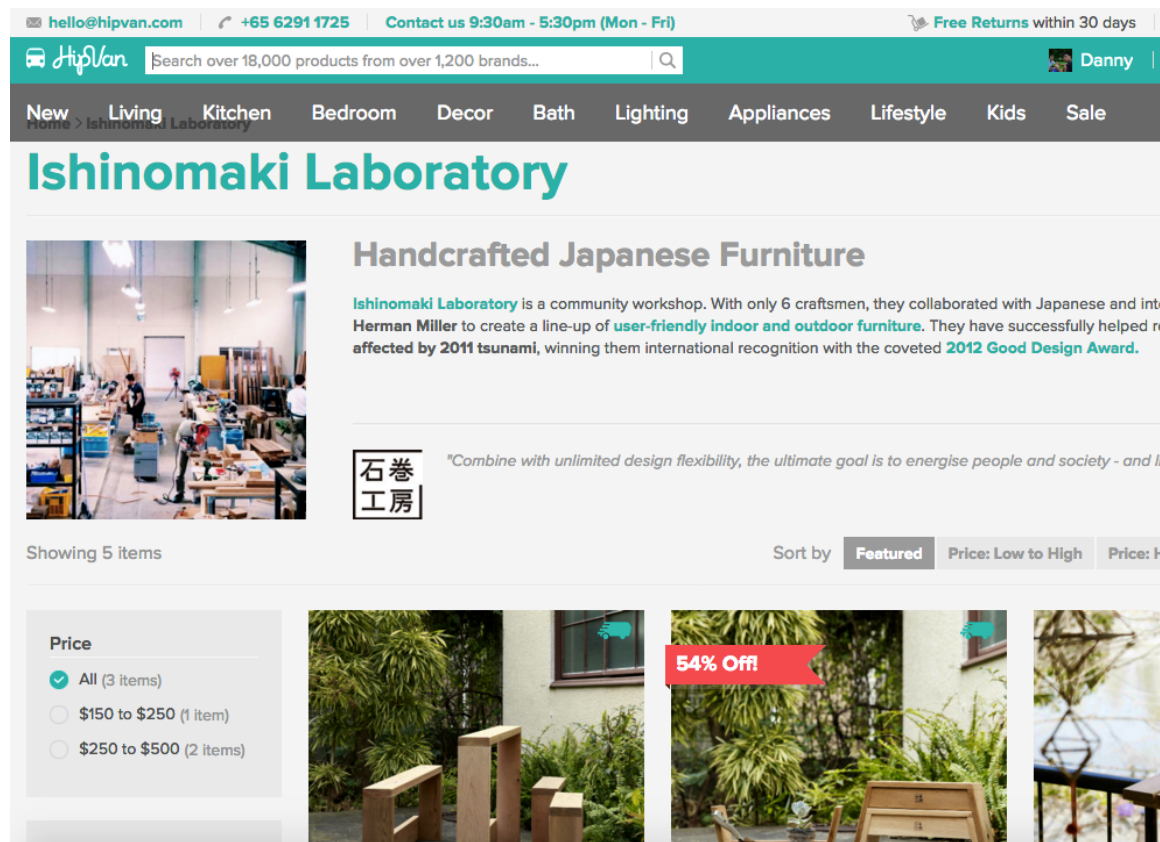 hello@hipvan.com +65 6291 1725 Contact us 9:30am - 5:30pm (Mon - Fri) Free Returns within 30 days
HipVan Search over 18,000 products from over 1,200 brands... Danny
New Living Kitchen Bedroom Decor Bath Lighting Appliances Lifestyle Kids Sale
Home > Ishinomaki Laboratory
Ishinomaki Laboratory
Handcrafted Japanese Furniture
Ishinomaki Laboratory is a community workshop. With only 6 craftsmen, they collaborated with Japanese and
Herman Miller to create a line-up of user-friendly indoor and outdoor furniture. They have successfully helped
affected by 2011 tsunami, winning them international recognition with the coveted 2012 Good Design Award.
石巻
工房
"Combine with unlimited design flexibility, the ultimate goal is to energise people and society - and
Showing 5 items Sort by Featured Price: Low to High Price:
Price
All (3 items)
$150 to $250 (1 item)
$250 to $500 (2 items)
54% Off!